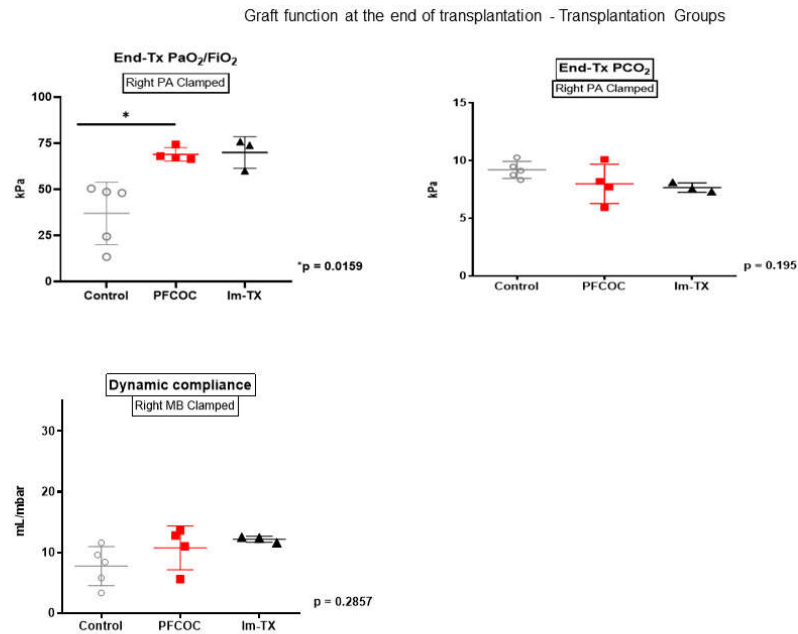 Graft function at the end of transplantation - Transplantation Groups
End-Tx PaO₂/FiO₂
Right PA Clamped
100
75
50
25
0
kPa
*
Control PFCOC Im-TX
*p = 0.0159
End-Tx PCO₂
Right PA Clamped
15
10
5
0
kPa
Control PFCOC Im-TX
p = 0.195
Dynamic compliance
Right MB Clamped
30
20
10
0
mL/mbar
Control PFCOC Im-TX
p = 0.2857